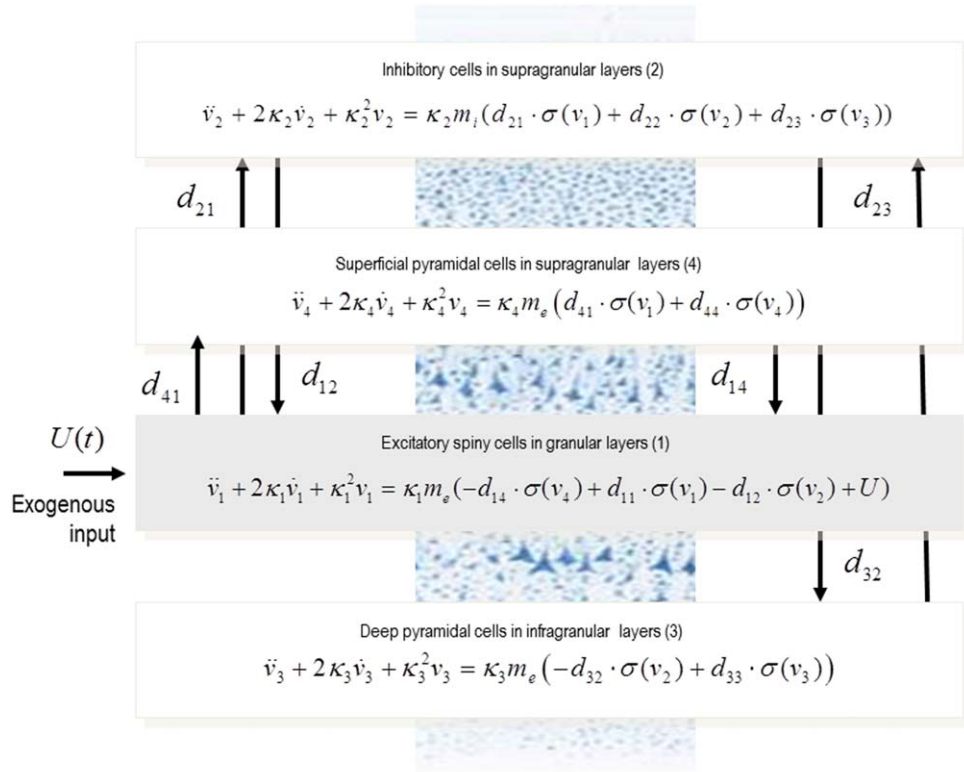 Inhibitory cells in supragranular layers (2)
v̈₂ + 2κ₂v̇₂ + κ₂²v₂ = κ₂mᵢ(d₂₁ · σ(v₁) + d₂₂ · σ(v₂) + d₂₃ · σ(v₃))
d₂₁
d₂₃
Superficial pyramidal cells in supragranular layers (4)
v̈₄ + 2κ₄v̇₄ + κ₄²v₄ = κ₄mₑ(d₄₁ · σ(v₁) + d₄₄ · σ(v₄))
d₄₁
d₁₂
d₁₄
U(t)
Exogenous
input
Excitatory spiny cells in granular layers (1)
v̈₁ + 2κ₁v̇₁ + κ₁²v₁ = κ₁mₑ(−d₁₄ · σ(v₄) + d₁₁ · σ(v₁) − d₁₂ · σ(v₂) + U)
d₃₂
Deep pyramidal cells in infragranular layers (3)
v̈₃ + 2κ₃v̇₃ + κ₃²v₃ = κ₃mₑ(−d₃₂ · σ(v₂) + d₃₃ · σ(v₃))